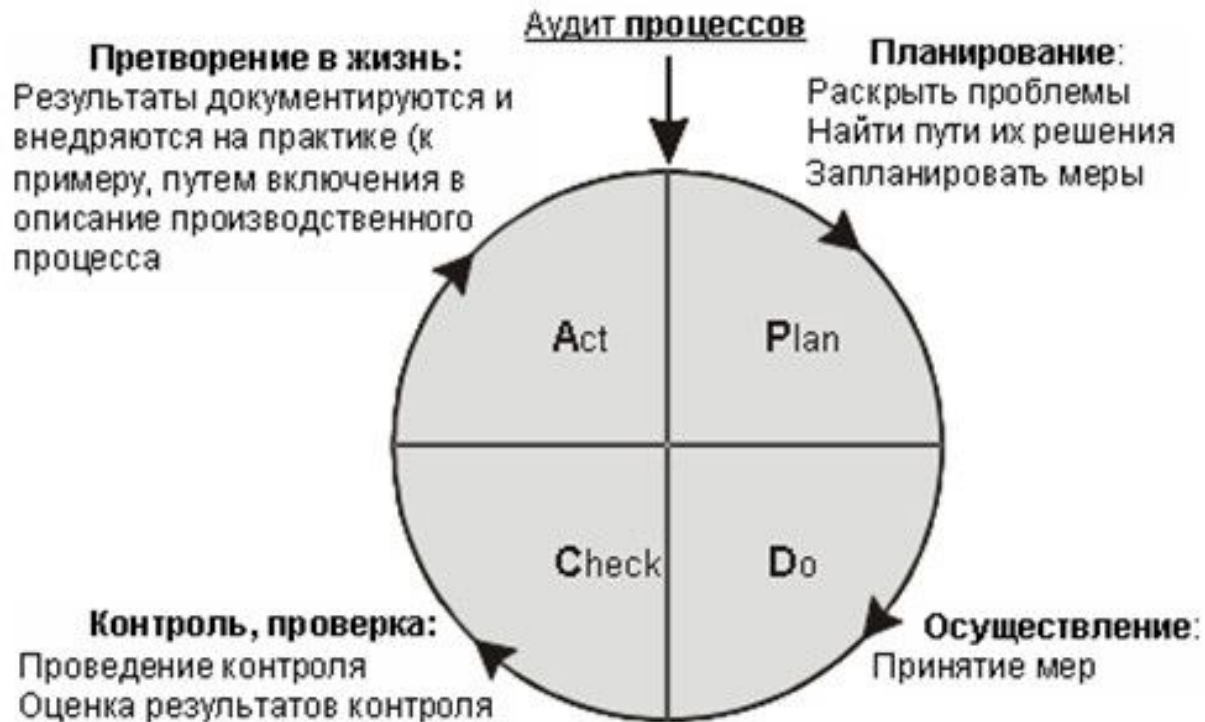 Аудит процессов
Претворение в жизнь:
Результаты документируются и
внедряются на практике (к
примеру, путем включения в
описание производственного
процесса
Планирование:
Раскрыть проблемы
Найти пути их решения
Запланировать меры
Act
Plan
Check
Do
Контроль, проверка:
Проведение контроля
Оценка результатов контроля
Осуществление:
Принятие мер